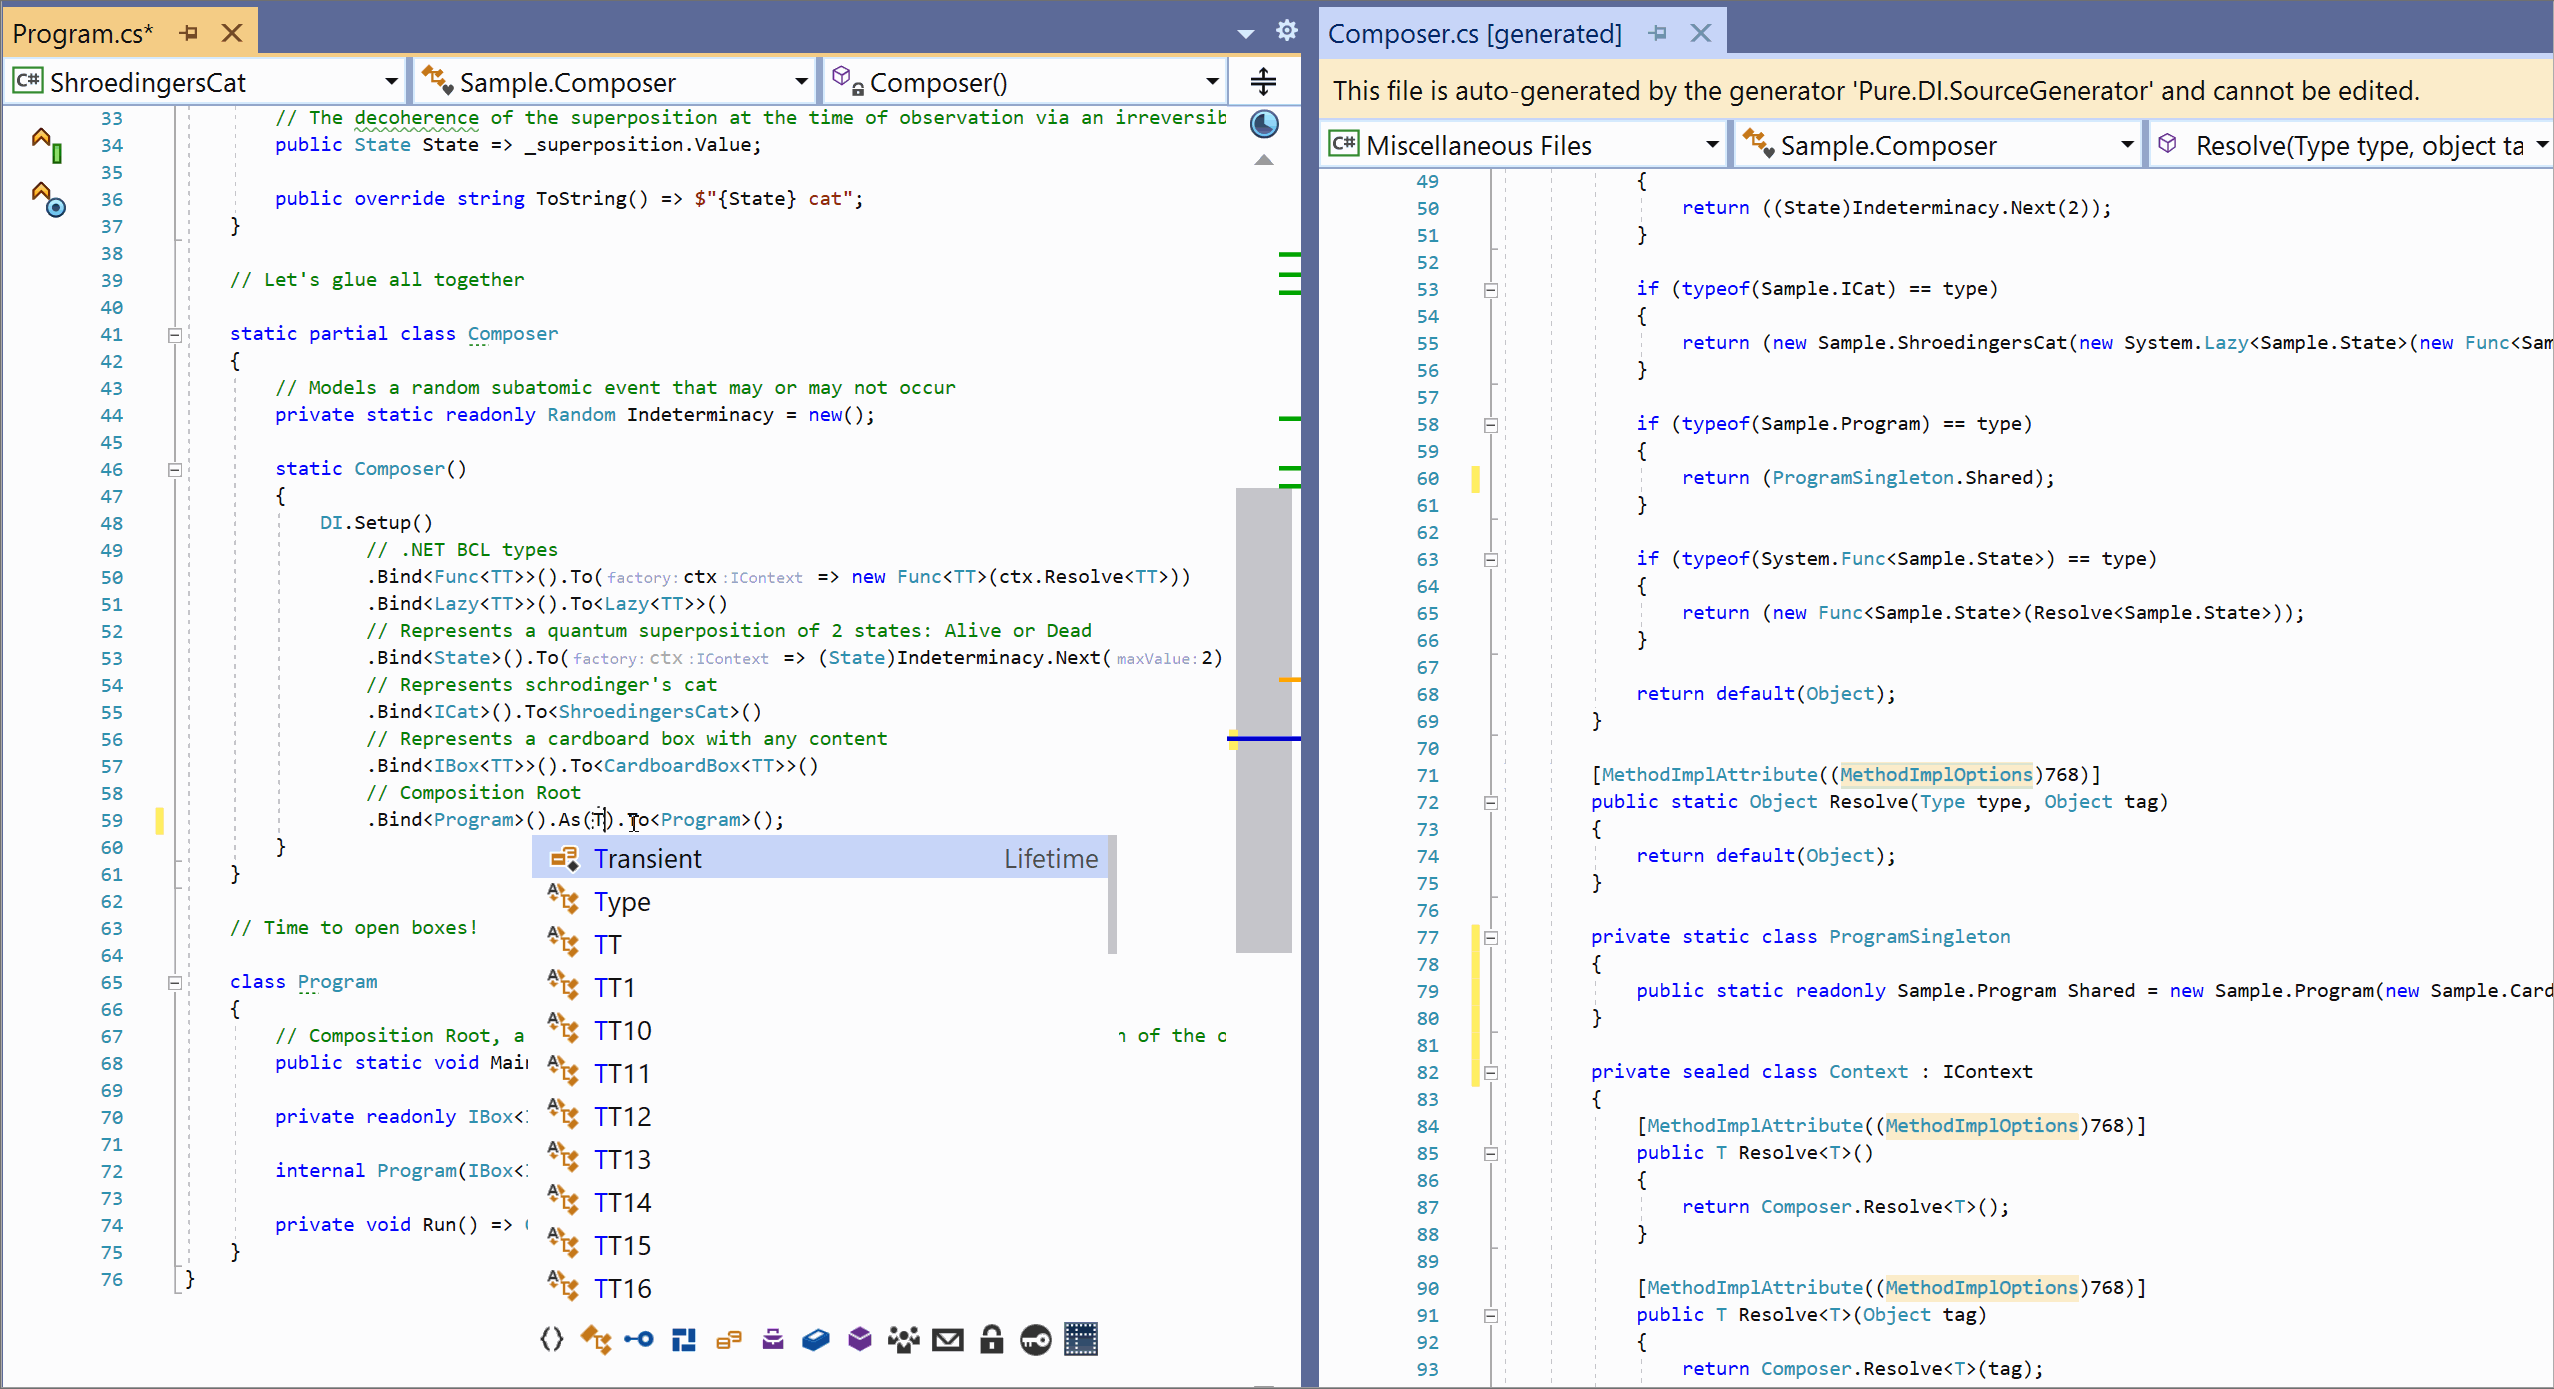 Program.cs*
ShroedingersCat
Sample.Composer
Composer()
33 // The decoherence of the superposition at the time of observation via an irreversib
34 public State State => _superposition.Value;
35
36 public override string ToString() => $"{State} cat";
37 }
38
39 // Let's glue all together
40
41 static partial class Composer
42 {
43 // Models a random subatomic event that may or may not occur
44 private static readonly Random Indeterminacy = new();
45
46 static Composer()
47 {
48 DI.Setup()
49 // .NET BCL types
50 .Bind<Func<TT>>().To(factory: ctx :IContext => new Func<TT>(ctx.Resolve<TT>))
51 .Bind<Lazy<TT>>().To<Lazy<TT>>()
52 // Represents a quantum superposition of 2 states: Alive or Dead
53 .Bind<State>().To(factory: ctx :IContext => (State)Indeterminacy.Next(maxValue: 2)
54 // Represents schrodinger's cat
55 .Bind<ICat>().To<ShroedingersCat>()
56 // Represents a cardboard box with any content
57 .Bind<IBox<TT>>().To<CardboardBox<TT>>()
58 // Composition Root
59 .Bind<Program>().As(T).To<Program>();
60 }
61 }
62
63 // Time to open boxes!
64
65 class Program
66 {
67 // Composition Root, a
n of the o
68 public static void Main
69
70 private readonly IBox<
71
72 internal Program(IBox<
73
74 private void Run() =>
75 }
76 }
Transient Lifetime
Type
TT
TT1
TT10
TT11
TT12
TT13
TT14
TT15
TT16
Composer.cs [generated]
This file is auto-generated by the generator 'Pure.DI.SourceGenerator' and cannot be edited.
Miscellaneous Files
Sample.Composer
Resolve(Type type, object ta
49 {
50 return ((State)Indeterminacy.Next(2));
51 }
52
53 if (typeof(Sample.ICat) == type)
54 {
55 return (new Sample.ShroedingersCat(new System.Lazy<Sample.State>(new Func<Sam
56 }
57
58 if (typeof(Sample.Program) == type)
59 {
60 return (ProgramSingleton.Shared);
61 }
62
63 if (typeof(System.Func<Sample.State>) == type)
64 {
65 return (new Func<Sample.State>(Resolve<Sample.State>));
66 }
67
68 return default(Object);
69 }
70
71 [MethodImplAttribute((MethodImplOptions)768)]
72 public static Object Resolve(Type type, Object tag)
73 {
74 return default(Object);
75 }
76
77 private static class ProgramSingleton
78 {
79 public static readonly Sample.Program Shared = new Sample.Program(new Sample.Card
80 }
81
82 private sealed class Context : IContext
83 {
84 [MethodImplAttribute((MethodImplOptions)768)]
85 public T Resolve<T>()
86 {
87 return Composer.Resolve<T>();
88 }
89
90 [MethodImplAttribute((MethodImplOptions)768)]
91 public T Resolve<T>(Object tag)
92 {
93 return Composer.Resolve<T>(tag);